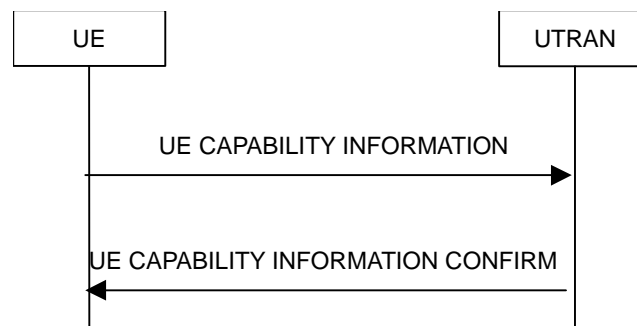 UE
UTRAN
UE CAPABILITY INFORMATION
UE CAPABILITY INFORMATION CONFIRM